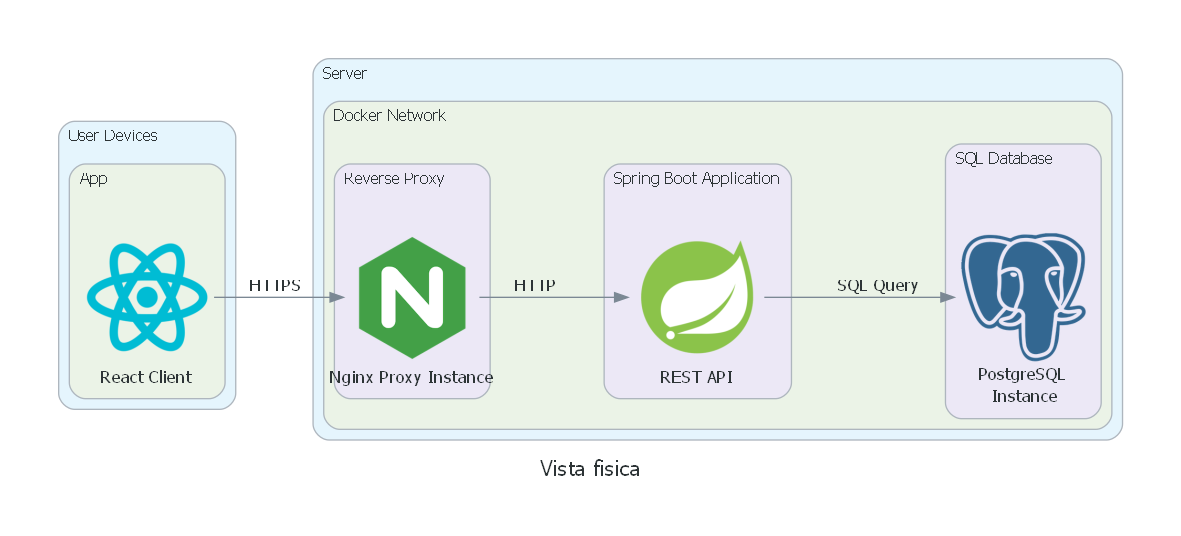 Server
Docker Network
User Devices
App
Reverse Proxy
Spring Boot Application
SQL Database
HTTPS
HTTP
SQL Query
React Client
Nginx Proxy Instance
REST API
PostgreSQL
Instance
Vista fisica